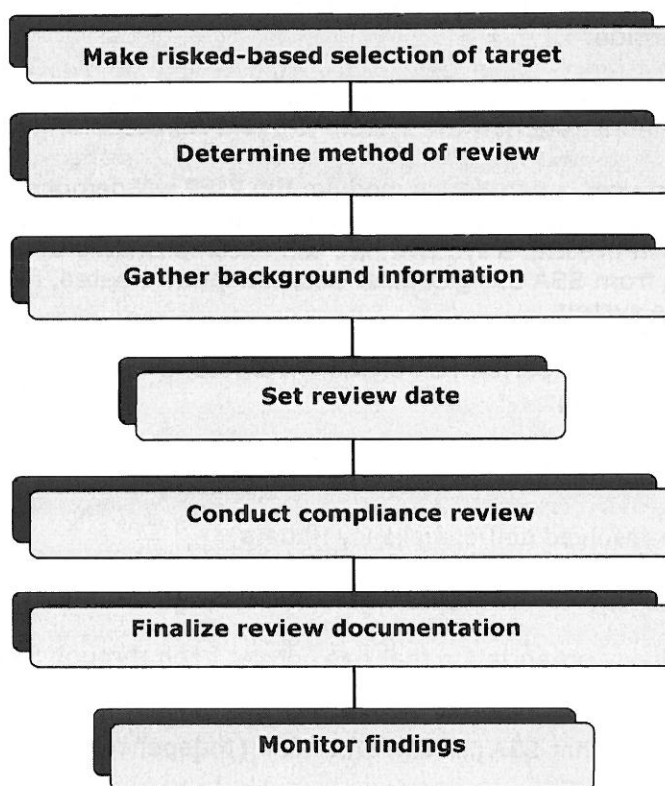 Make risked-based selection of target
Determine method of review
Gather background information
Set review date
Conduct compliance review
Finalize review documentation
Monitor findings